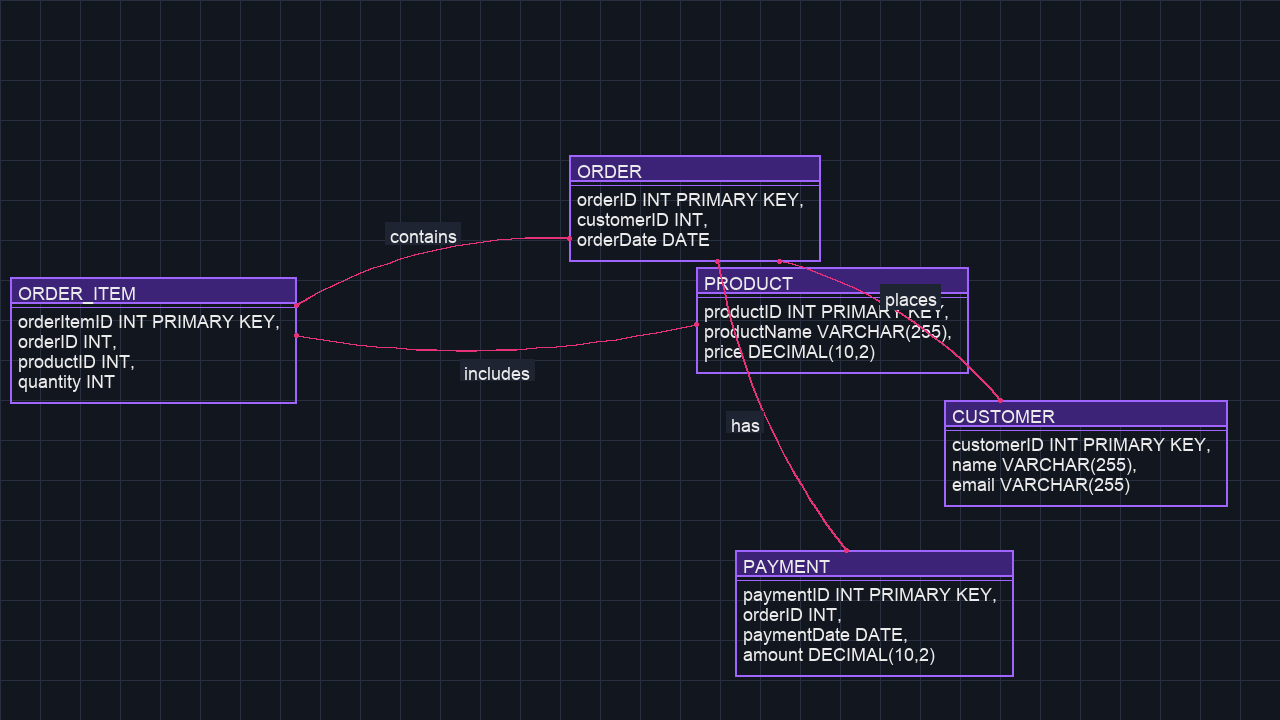 ORDER
orderID INT PRIMARY KEY,
customerID INT,
orderDate DATE
contains
ORDER_ITEM
orderItemID INT PRIMARY KEY,
orderID INT,
productID INT,
quantity INT
PRODUCT
productID INT PRIMARY KEY,
productName VARCHAR(255),
price DECIMAL(10,2)
places
includes
has
CUSTOMER
customerID INT PRIMARY KEY,
name VARCHAR(255),
email VARCHAR(255)
PAYMENT
paymentID INT PRIMARY KEY,
orderID INT,
paymentDate DATE,
amount DECIMAL(10,2)